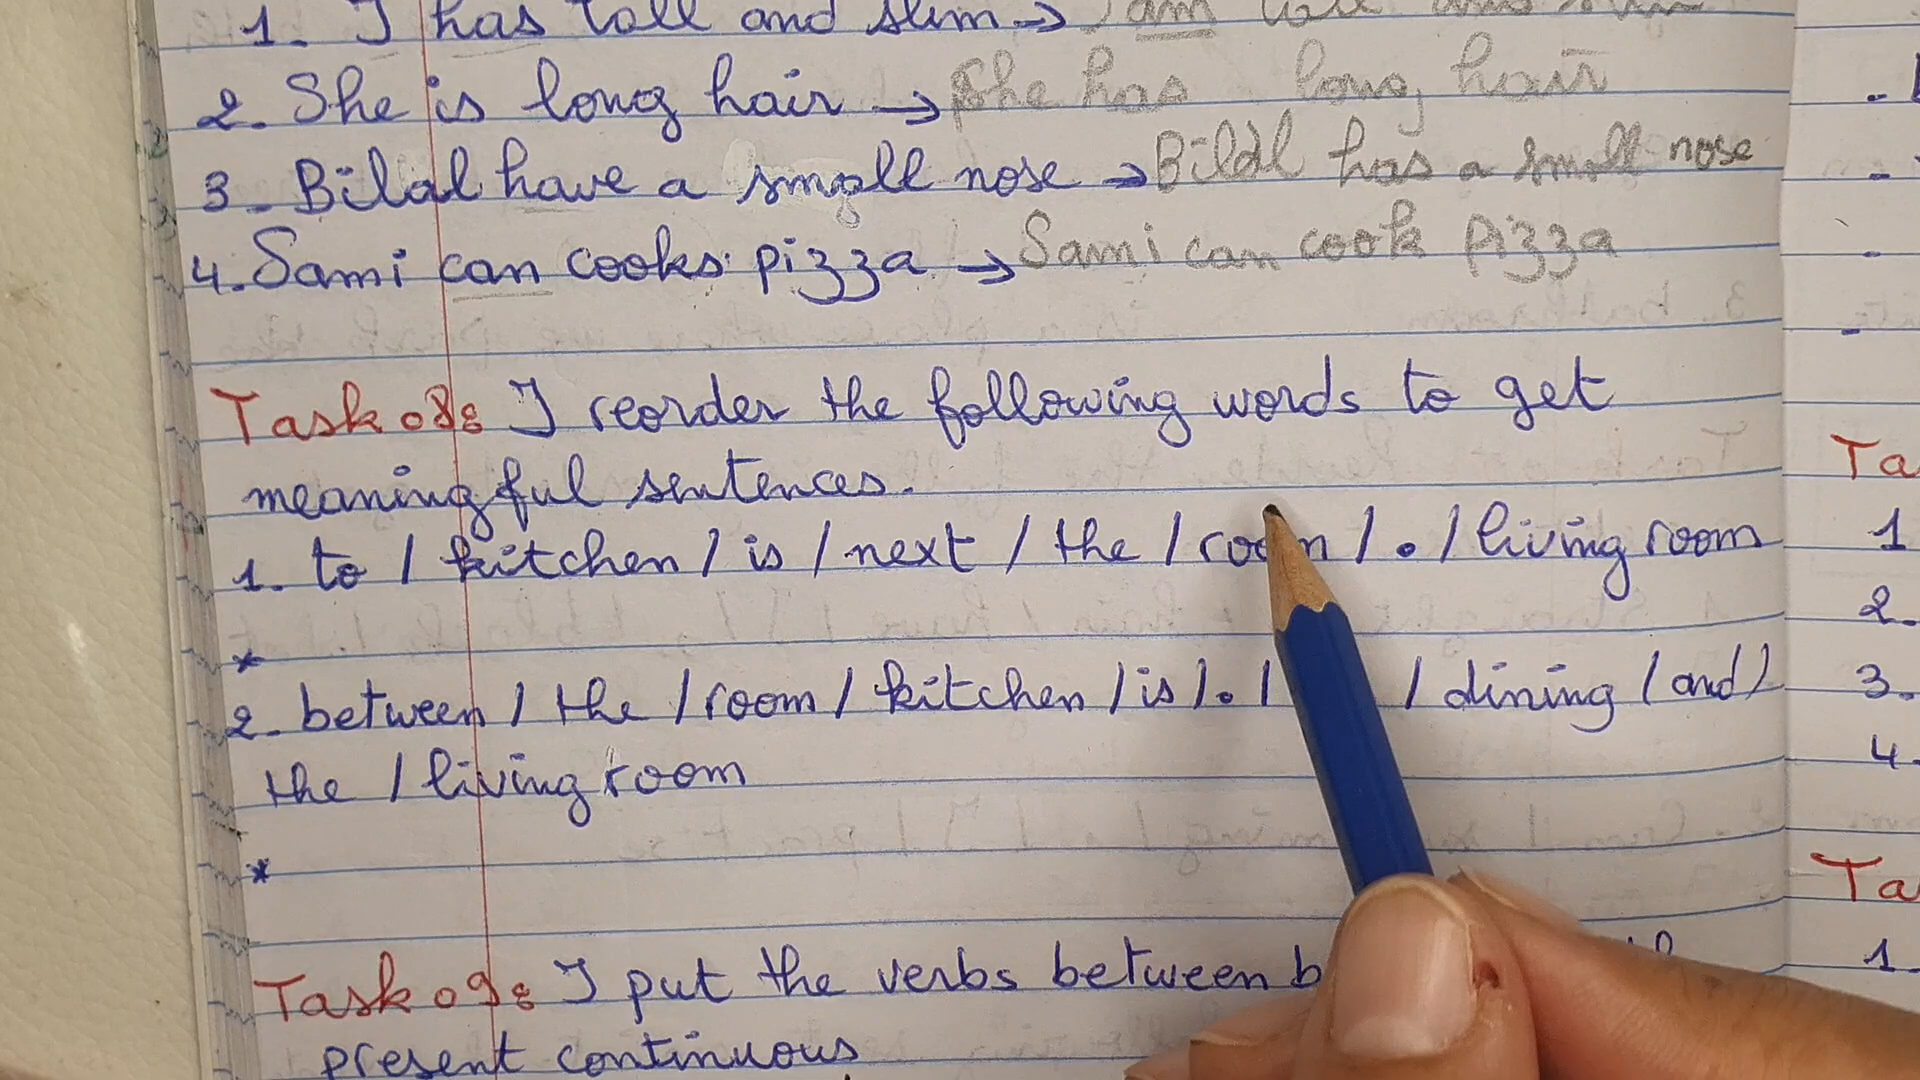 1. I has tall and slim → I am tall and slim
2. She is long hair → She has long hair
3. Bilal have a small nose → Bilal has a small nose
4. Sami can cooks pizza → Sami can cook pizza
Task 08: I reorder the following words to get
meaningful sentences.
1. to / kitchen / is / next / the / room / . / living room
*
2. between / the / room / kitchen / is / . / / dining / and /
the / living room
*
Task 09: I put the verbs between
present continuous
Ta
1
2.
3.
4.
Ta
1.